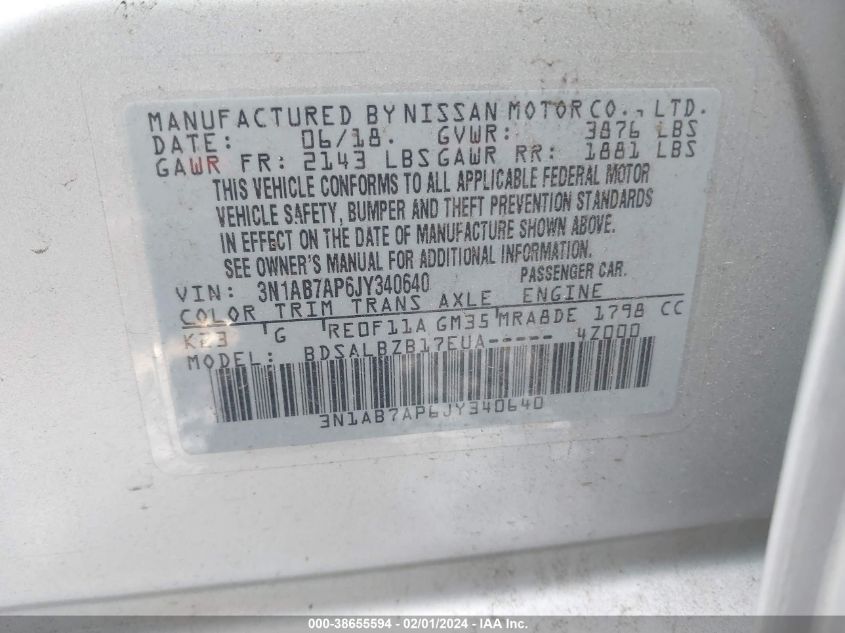 MANUFACTURED BY NISSAN MOTOR CO., LTD.
DATE: 06/18. GVWR: 3876 LBS
GAWR FR: 2143 LBS GAWR RR: 1881 LBS
THIS VEHICLE CONFORMS TO ALL APPLICABLE FEDERAL MOTOR
VEHICLE SAFETY, BUMPER AND THEFT PREVENTION STANDARDS
IN EFFECT ON THE DATE OF MANUFACTURE SHOWN ABOVE.
SEE OWNER'S MANUAL FOR ADDITIONAL INFORMATION.
VIN: 3N1AB7AP6JY340640 PASSENGER CAR.
COLOR TRIM TRANS AXLE ENGINE
K23 G RE0F11A GM35 MRA8DE 1798 CC
MODEL: BDSALBZB17EUA----- 4Z000
3N1AB7AP6JY340640
000-38655594 - 02/01/2024 - IAA Inc.